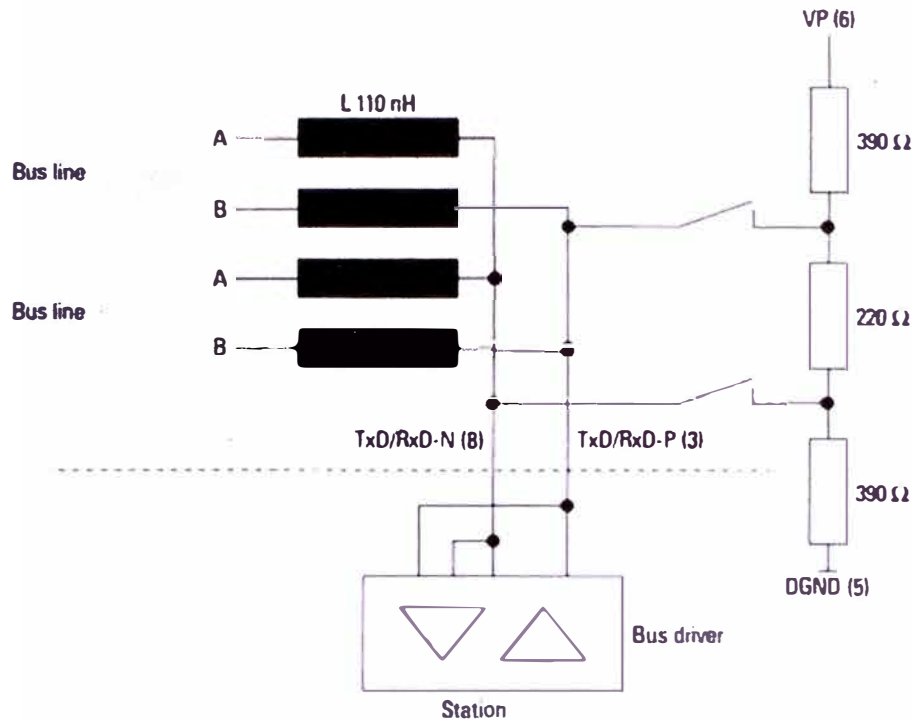 VP (6)
L 110 nH
A
390 Ω
Bus line
B
A
Bus line
220 Ω
B
TxD/RxD-N (8)
TxD/RxD-P (3)
390 Ω
DGND (5)
Bus driver
Station